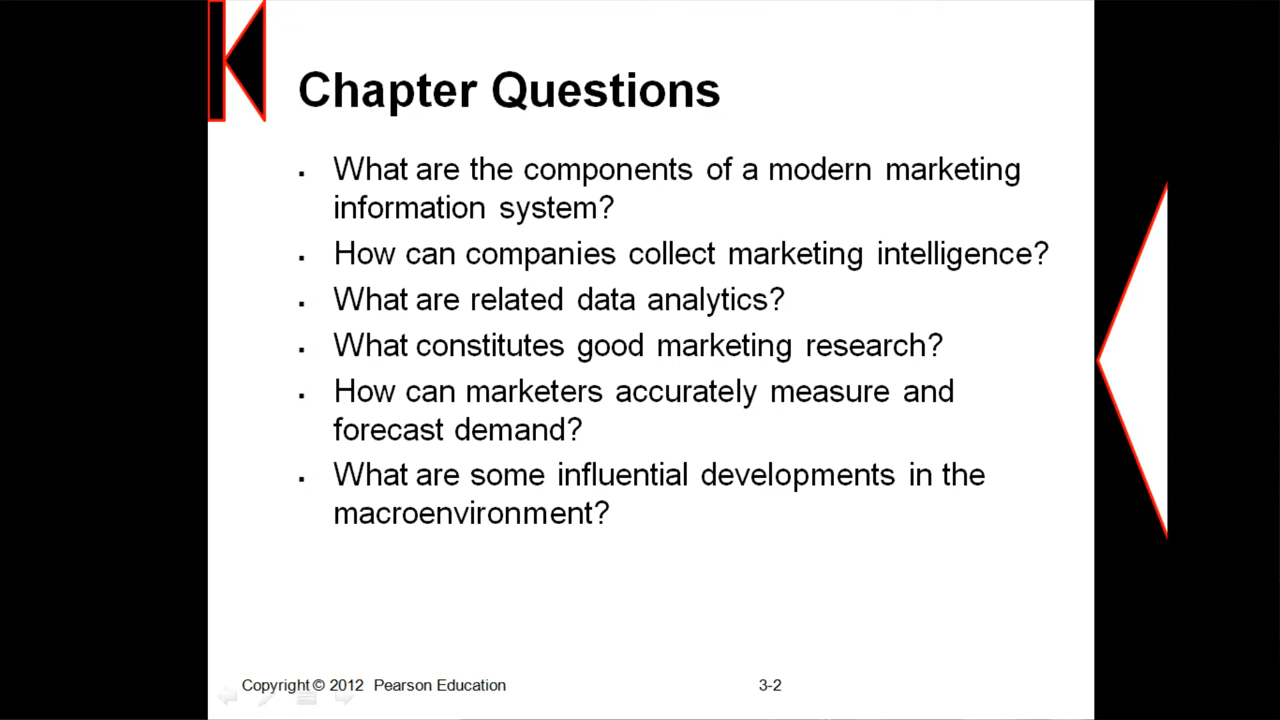 Chapter Questions
▪ What are the components of a modern marketing
information system?
▪ How can companies collect marketing intelligence?
▪ What are related data analytics?
▪ What constitutes good marketing research?
▪ How can marketers accurately measure and
forecast demand?
▪ What are some influential developments in the
macroenvironment?
Copyright © 2012 Pearson Education 3-2